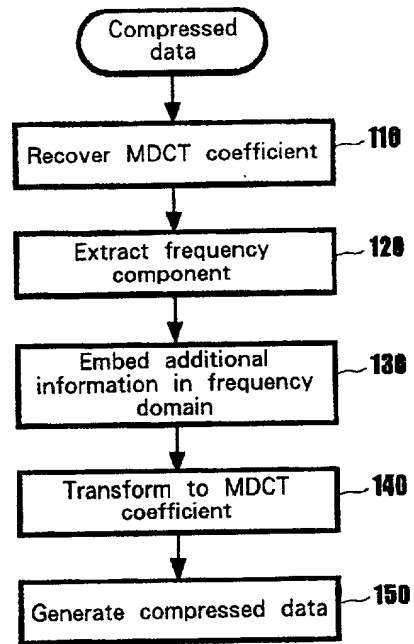 Compressed
data
Recover MDCT coefficient
110
Extract frequency
component
120
Embed additional
information in frequency
domain
130
Transform to MDCT
coefficient
140
Generate compressed data
150